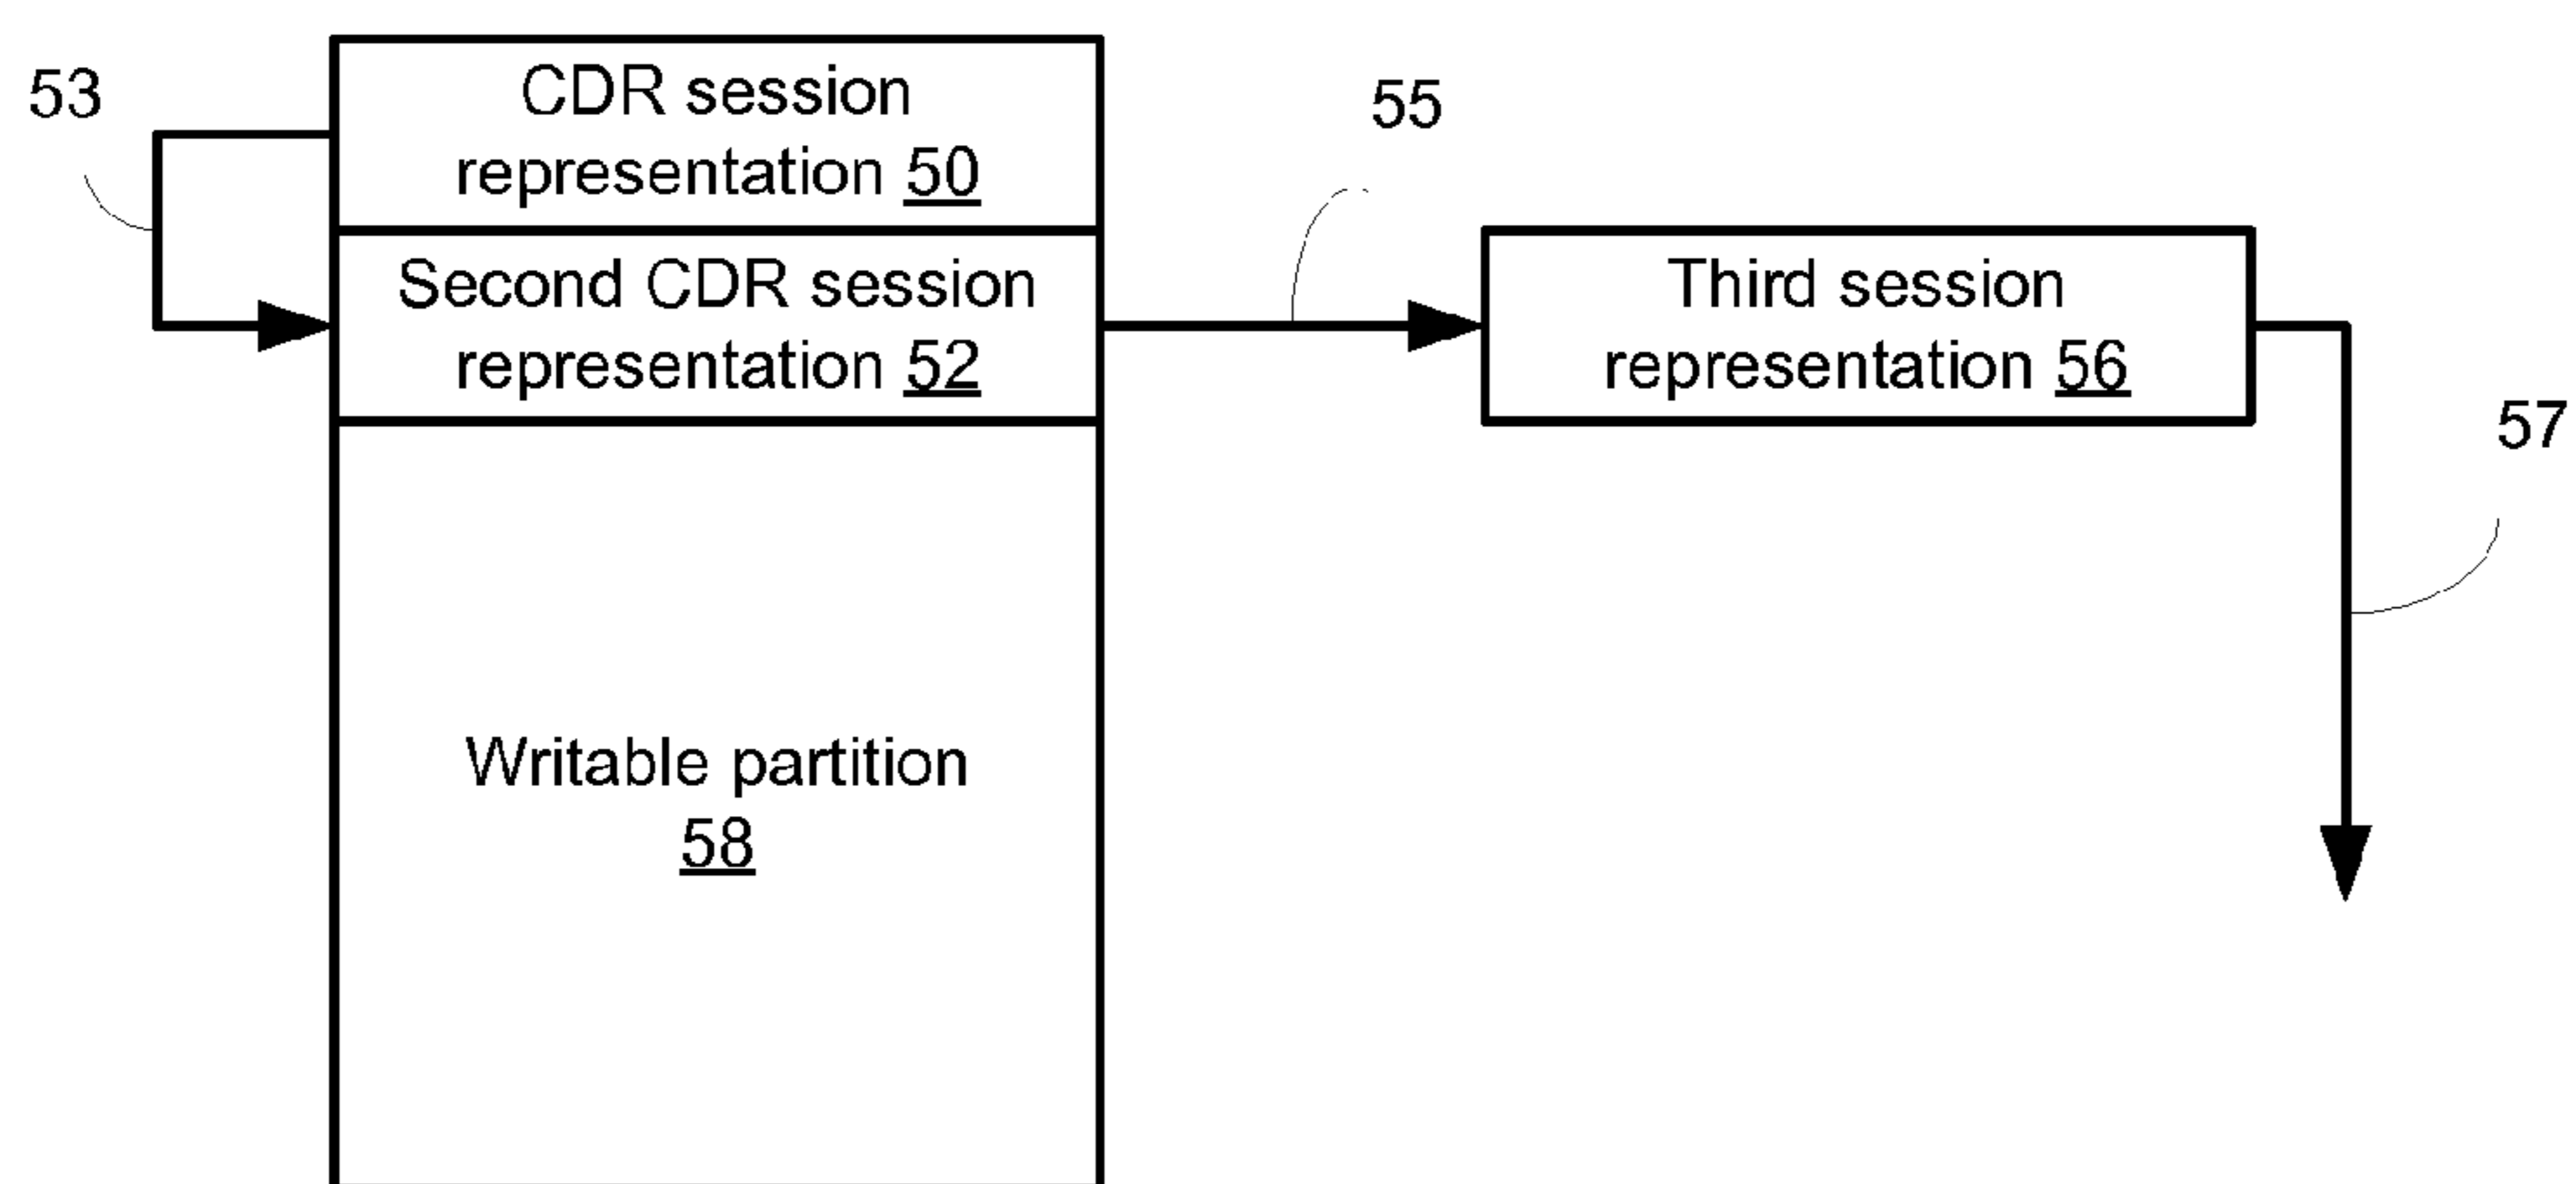 53
CDR session
representation 50
55
Second CDR session
representation 52
Third session
representation 56
57
Writable partition
58